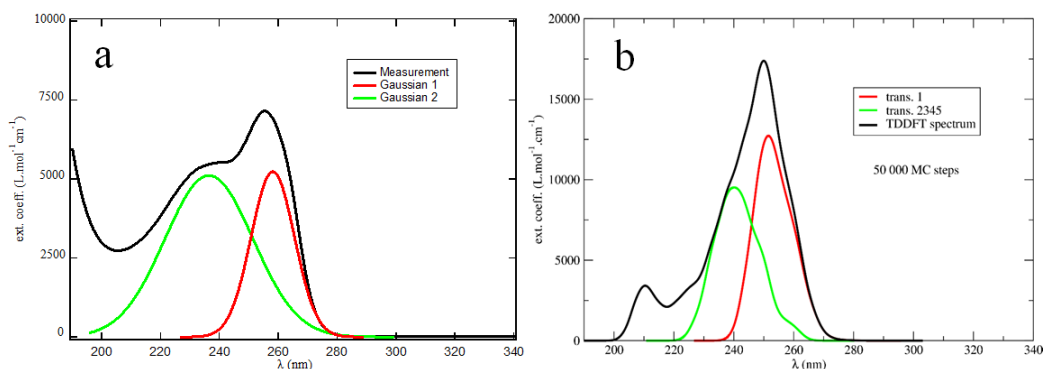 a
10000
7500
5000
2500
0
ext. coeff. (L.mol⁻¹cm⁻¹)
Measurement
Gaussian 1
Gaussian 2
200 220 240 260 280 300 320 340
λ (nm)
b
20000
15000
10000
5000
0
ext. coeff. (L.mol⁻¹.cm⁻¹)
trans. 1
trans. 2345
TDDFT spectrum
50 000 MC steps
200 220 240 260 280 300 320 340
λ (nm)